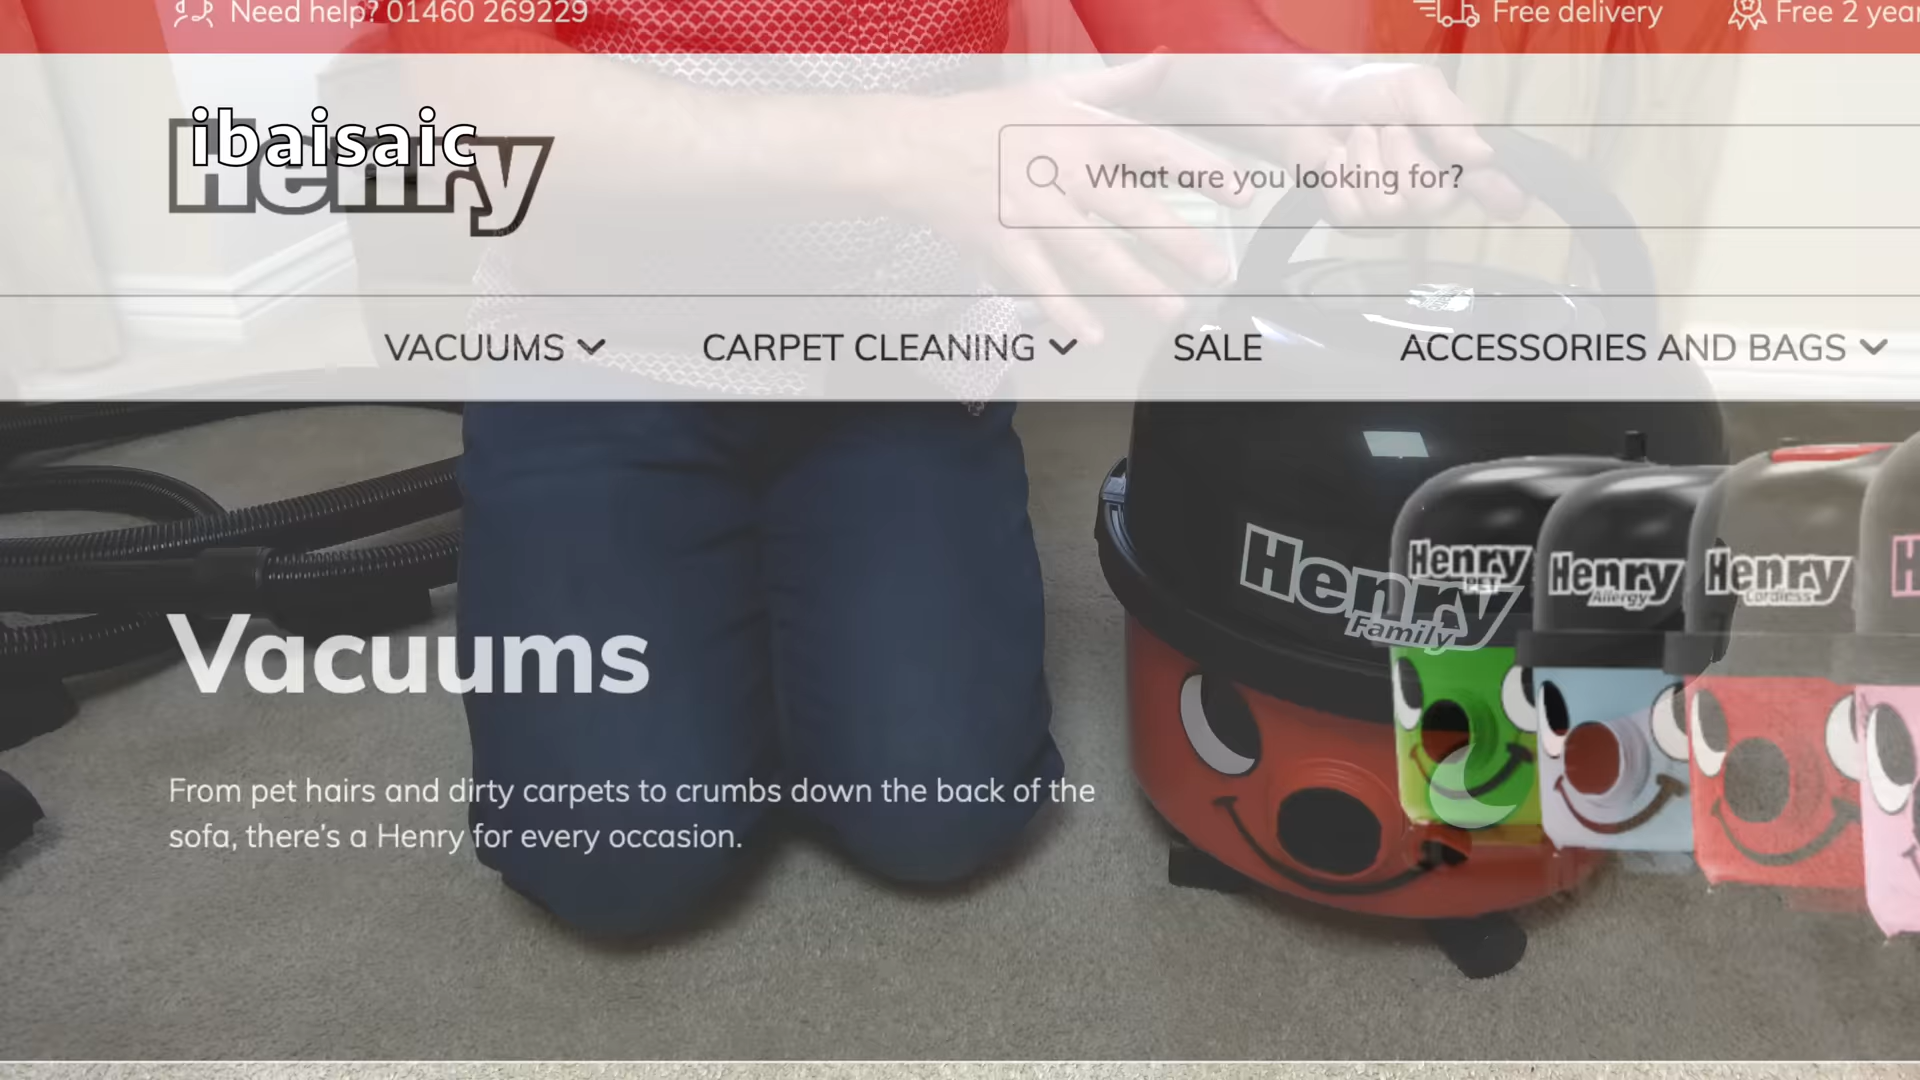 Need help? 01460 269229
Free delivery
Free 2 year
ibaisaic
Henry
What are you looking for?
VACUUMS
CARPET CLEANING
SALE
ACCESSORIES AND BAGS
Henry
Family
Henry
PET
Henry
Allergy
Henry
Cordless
H
Vacuums
From pet hairs and dirty carpets to crumbs down the back of the
sofa, there's a Henry for every occasion.